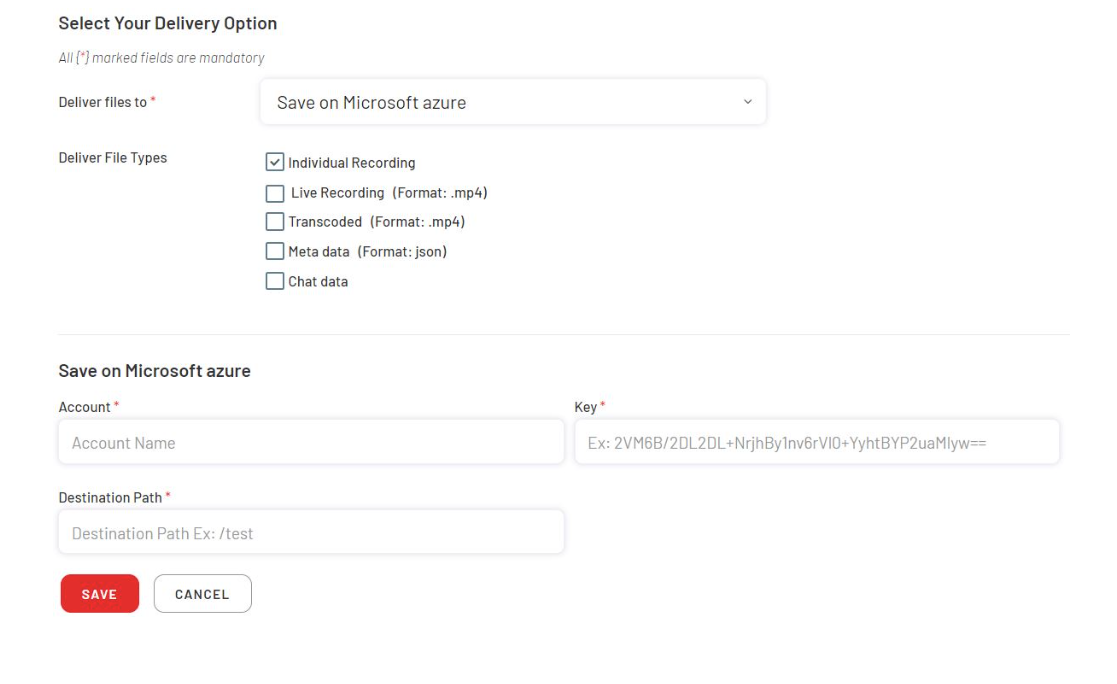 Select Your Delivery Option
All [*] marked fields are mandatory
Deliver files to *
Save on Microsoft azure
Deliver File Types
Individual Recording
Live Recording (Format: .mp4)
Transcoded (Format: .mp4)
Meta data (Format: json)
Chat data
Save on Microsoft azure
Account *
Key *
Account Name
Ex: 2VM6B/2DL2DL+NrjhBy1nv6rVI0+YyhtBYP2uaMlyw==
Destination Path *
Destination Path Ex: /test
SAVE
CANCEL